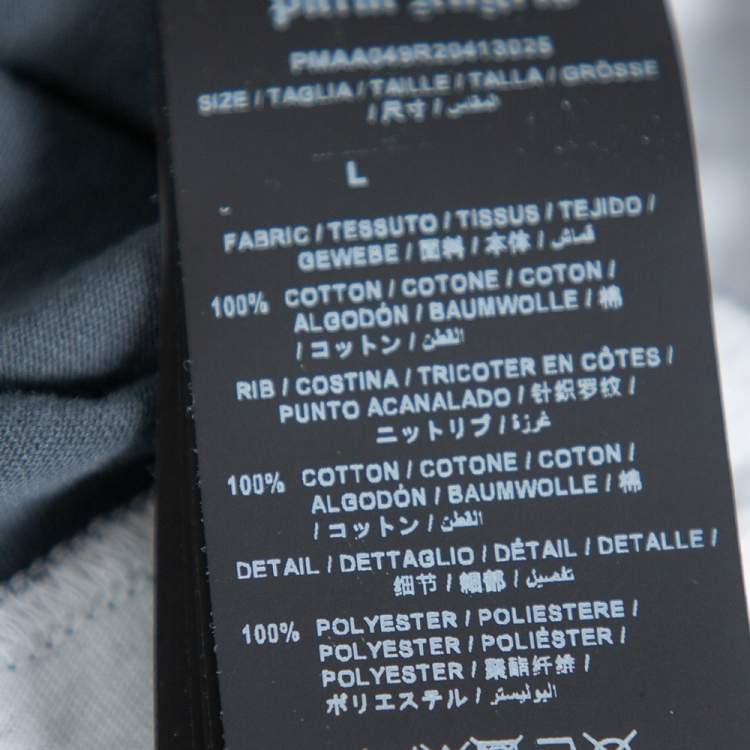 PMAA049R20413025
SIZE / TAGLIA / TAILLE / TALLA / GRÖSSE
/ 尺寸 / المقاس
L
FABRIC / TESSUTO / TISSUS / TEJIDO /
GEWEBE / 面料 / 本体 / قماش
100% COTTON / COTONE / COTON /
ALGODÓN / BAUMWOLLE / 棉
/ コットン / القطن
RIB / COSTINA / TRICOTER EN CÔTES /
PUNTO ACANALADO / 针织罗纹 /
ニットリブ / غرزة
100% COTTON / COTONE / COTON /
ALGODÓN / BAUMWOLLE / 棉
/ コットン / القطن
DETAIL / DETTAGLIO / DÉTAIL / DETALLE /
细节 / 細部 / تفصيل
100% POLYESTER / POLIESTERE /
POLYESTER / POLIÉSTER /
POLYESTER / 聚酯纤维 /
ポリエステル / البوليستر